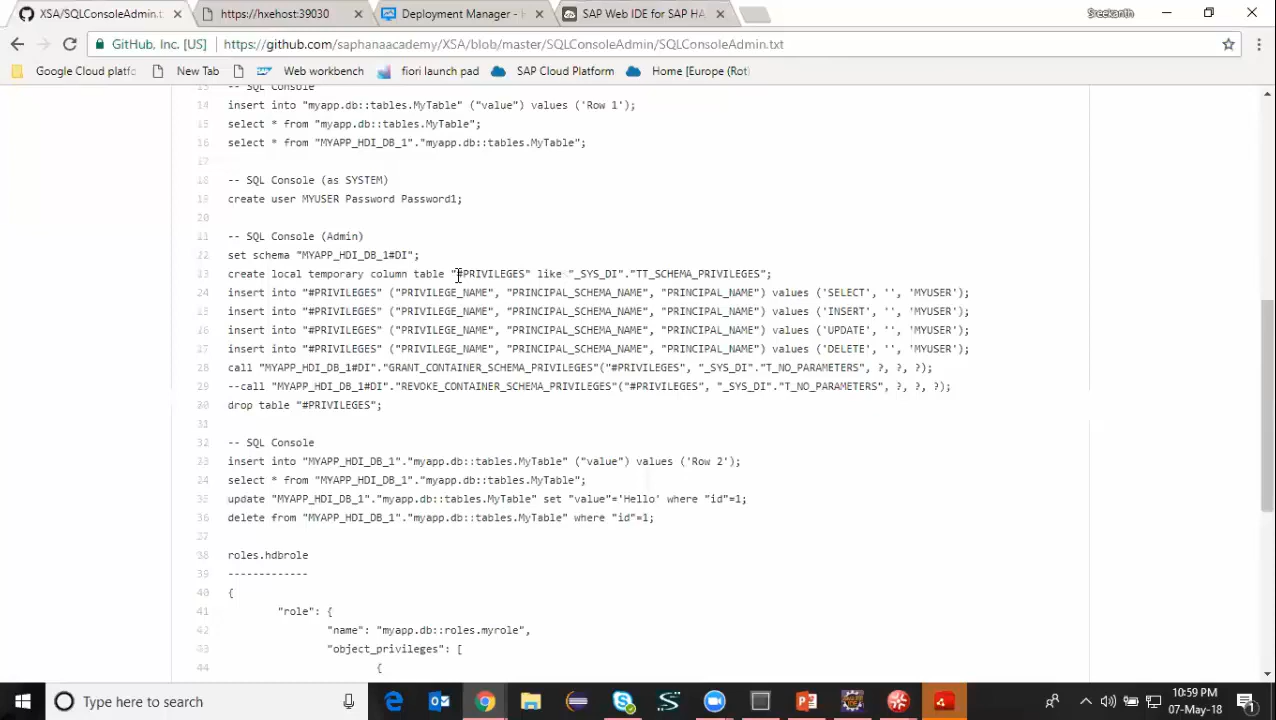 SQLConsoleAdmin.t
https://hxehost:39030
Deployment Manager -
SAP Web IDE for SAP HA
Sreekanth
GitHub, Inc. [US]
https://github.com/saphanaacademy/XSA/blob/master/SQLConsoleAdmin/SQLConsoleAdmin.txt
Google Cloud platfo
New Tab
Web workbench
fiori launch pad
SAP Cloud Platform
Home [Europe (Rot
13 -- SQL Console
14 insert into "myapp.db::tables.MyTable" ("value") values ('Row 1');
15 select * from "myapp.db::tables.MyTable";
16 select * from "MYAPP_HDI_DB_1"."myapp.db::tables.MyTable";
17
18 -- SQL Console (as SYSTEM)
19 create user MYUSER Password Password1;
20
21 -- SQL Console (Admin)
22 set schema "MYAPP_HDI_DB_1#DI";
23 create local temporary column table "#PRIVILEGES" like "_SYS_DI"."TT_SCHEMA_PRIVILEGES";
24 insert into "#PRIVILEGES" ("PRIVILEGE_NAME", "PRINCIPAL_SCHEMA_NAME", "PRINCIPAL_NAME") values ('SELECT', '', 'MYUSER');
25 insert into "#PRIVILEGES" ("PRIVILEGE_NAME", "PRINCIPAL_SCHEMA_NAME", "PRINCIPAL_NAME") values ('INSERT', '', 'MYUSER');
26 insert into "#PRIVILEGES" ("PRIVILEGE_NAME", "PRINCIPAL_SCHEMA_NAME", "PRINCIPAL_NAME") values ('UPDATE', '', 'MYUSER');
27 insert into "#PRIVILEGES" ("PRIVILEGE_NAME", "PRINCIPAL_SCHEMA_NAME", "PRINCIPAL_NAME") values ('DELETE', '', 'MYUSER');
28 call "MYAPP_HDI_DB_1#DI"."GRANT_CONTAINER_SCHEMA_PRIVILEGES"("#PRIVILEGES", "_SYS_DI"."T_NO_PARAMETERS", ?, ?, ?);
29 --call "MYAPP_HDI_DB_1#DI"."REVOKE_CONTAINER_SCHEMA_PRIVILEGES"("#PRIVILEGES", "_SYS_DI"."T_NO_PARAMETERS", ?, ?, ?);
30 drop table "#PRIVILEGES";
31
32 -- SQL Console
33 insert into "MYAPP_HDI_DB_1"."myapp.db::tables.MyTable" ("value") values ('Row 2');
34 select * from "MYAPP_HDI_DB_1"."myapp.db::tables.MyTable";
35 update "MYAPP_HDI_DB_1"."myapp.db::tables.MyTable" set "value"='Hello' where "id"=1;
36 delete from "MYAPP_HDI_DB_1"."myapp.db::tables.MyTable" where "id"=1;
37
38 roles.hdbrole
39 -------------
40 {
41 "role": {
42 "name": "myapp.db::roles.myrole",
43 "object_privileges": [
44 {
Type here to search
10:59 PM
07-May-18